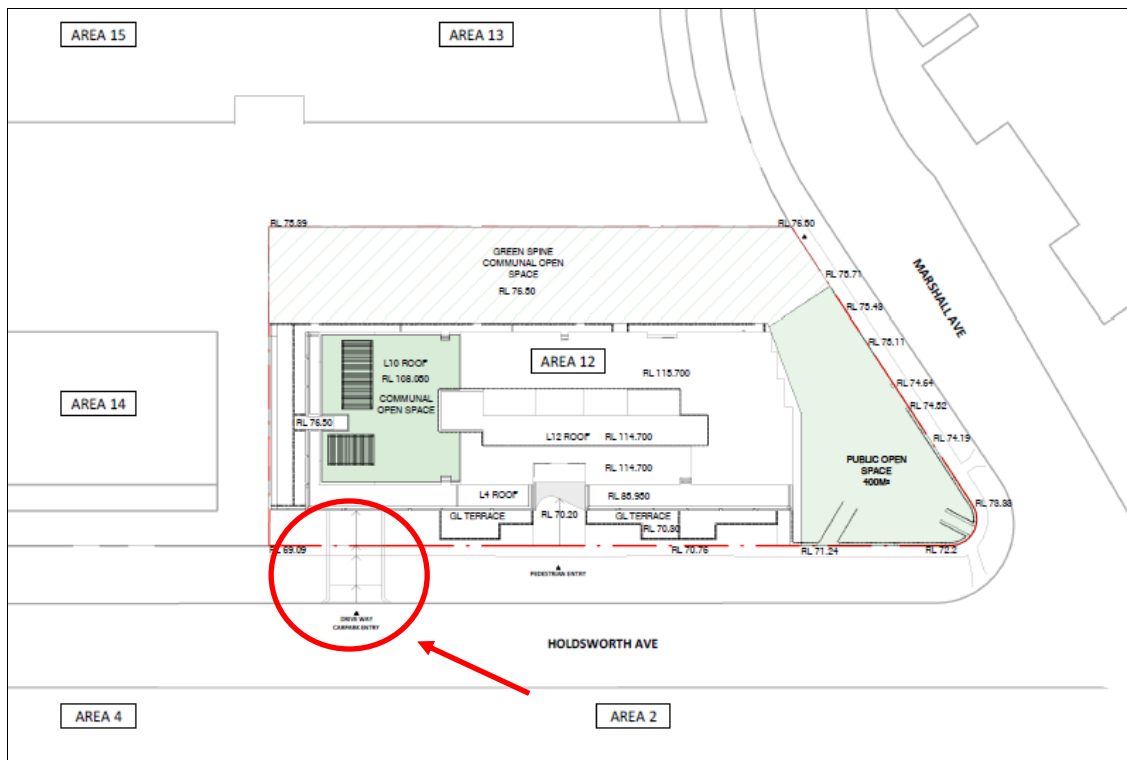 AREA 15
AREA 13
RL 75.89
RL 76.50
GREEN SPINE
COMMUNAL OPEN
SPACE
RL 76.50
RL 75.71
RL 75.43
RL 75.11
RL 74.64
RL 74.52
RL 74.19
RL 73.33
MARSHALL AVE
L10 ROOF
RL 108.050
COMMUNAL
OPEN SPACE
AREA 12
RL 115.700
AREA 14
RL 76.50
L12 ROOF RL 114.700
RL 114.700
PUBLIC OPEN
SPACE
400M²
L4 ROOF
RL 85.950
GL TERRACE
RL 70.20
GL TERRACE
RL 70.30
RL 69.09
RL 70.75
RL 71.24
RL 72.2
PEDESTRIAN ENTRY
DRIVE WAY
CARPARK ENTRY
HOLDSWORTH AVE
AREA 4
AREA 2